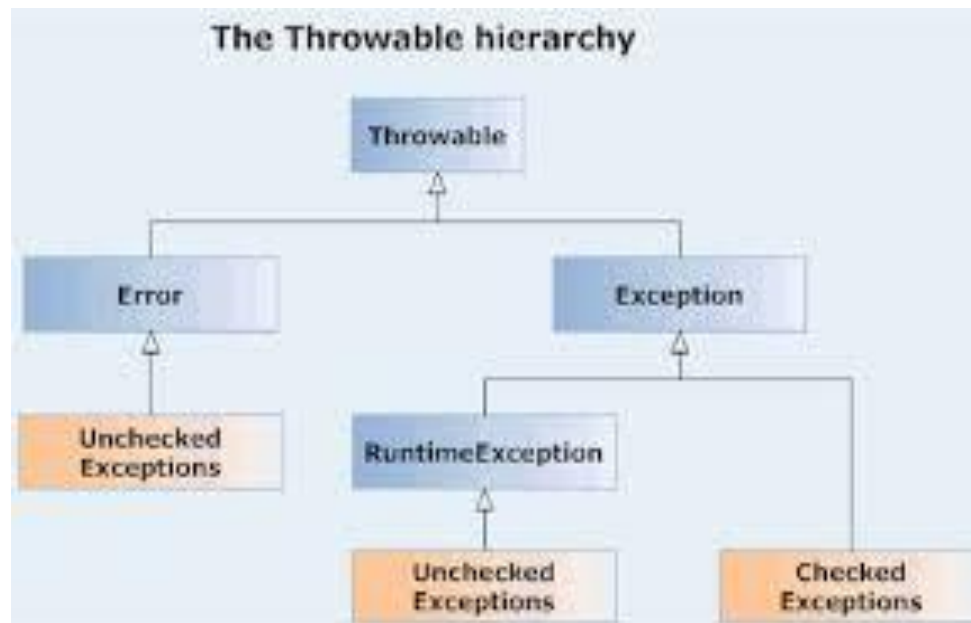 The Throwable hierarchy
Throwable
Error
Exception
Unchecked
Exceptions
RuntimeException
Unchecked
Exceptions
Checked
Exceptions